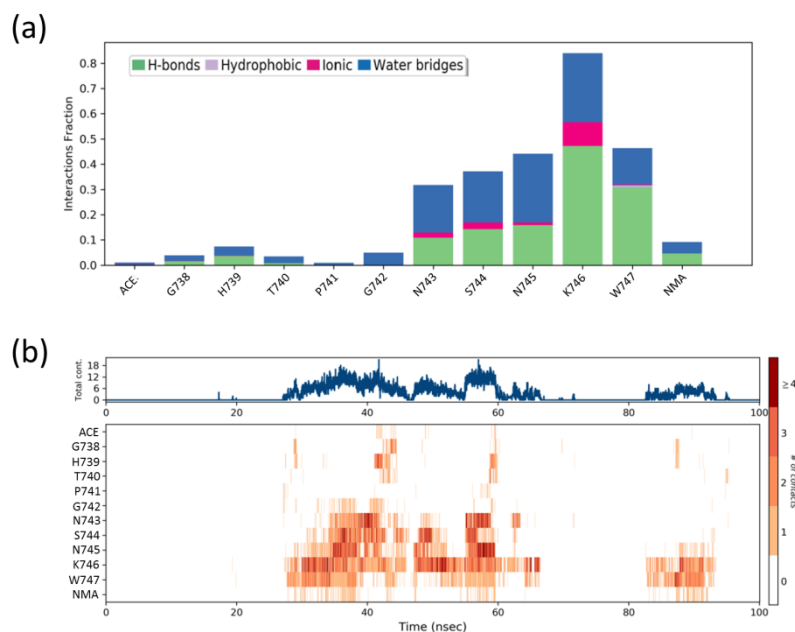 (a)
H-bonds Hydrophobic Ionic Water bridges
Interactions Fraction
0.8
0.7
0.6
0.5
0.4
0.3
0.2
0.1
0.0
ACE. G738 H739 T740 P741 G742 N743 S744 N745 K746 W747 NMA
(b)
Total cont.
18
12
6
0
0 20 40 60 80 100
ACE
G738
H739
T740
P741
G742
N743
S744
N745
K746
W747
NMA
0 20 40 60 80 100
Time (nsec)
≥4
3
2
1
0
# of contacts